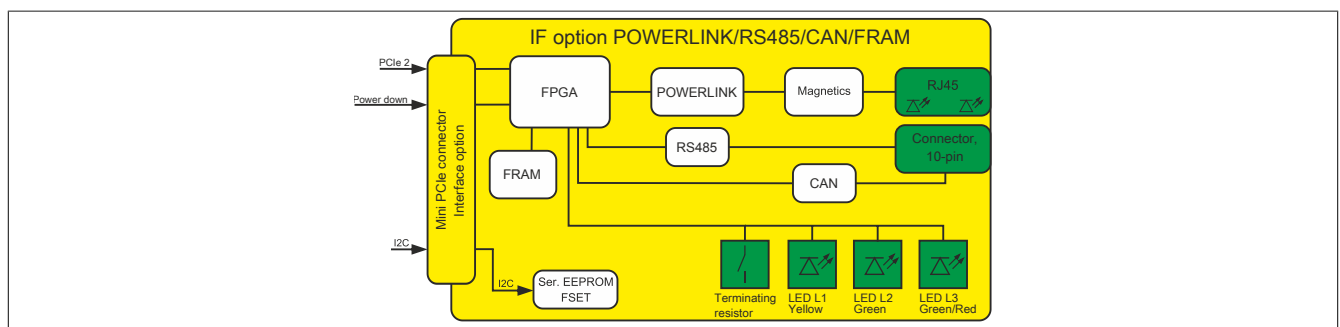 IF option POWERLINK/RS485/CAN/FRAM
PCIe 2
Power down
I2C
Mini PCIe connector
Interface option
FPGA
POWERLINK
Magnetics
RJ45
RS485
Connector,
10-pin
FRAM
CAN
I2C
Ser. EEPROM
FSET
Terminating
resistor
LED L1
Yellow
LED L2
Green
LED L3
Green/Red